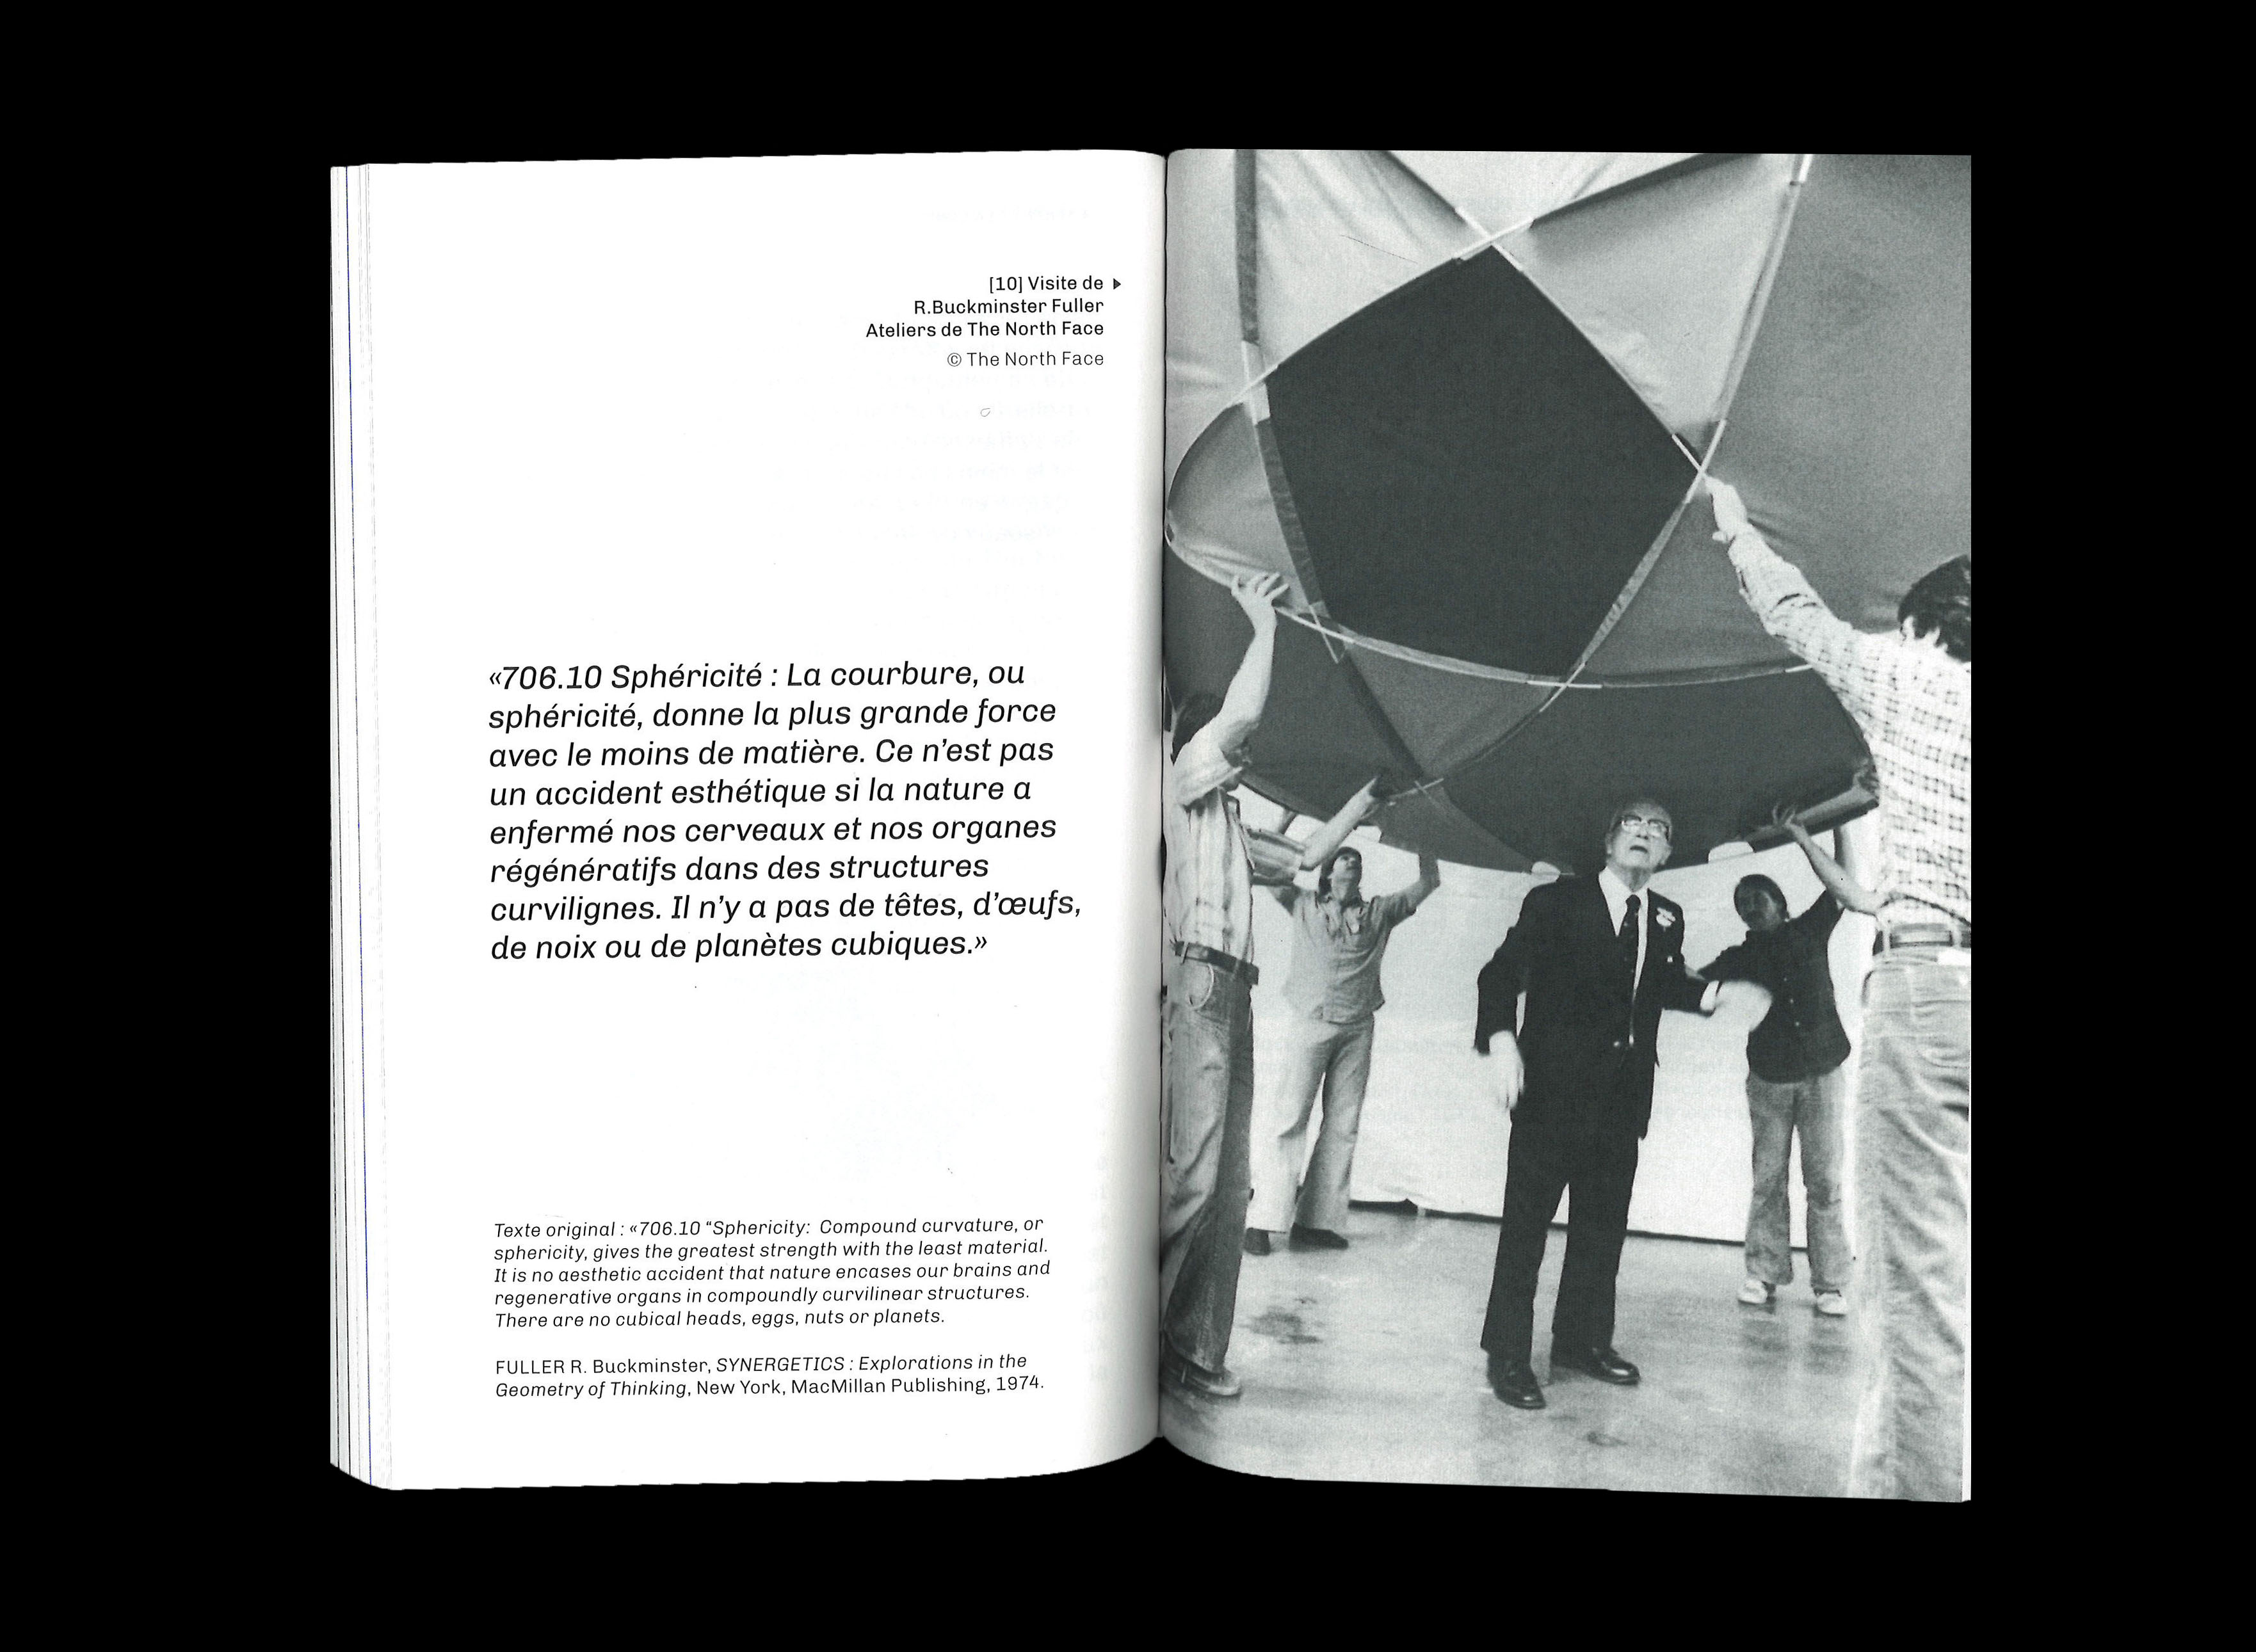 [10] Visite de
R.Buckminster Fuller
Ateliers de The North Face
© The North Face
«706.10 Sphéricité : La courbure, ou
sphéricité, donne la plus grande force
avec le moins de matière. Ce n’est pas
un accident esthétique si la nature a
enfermé nos cerveaux et nos organes
régénératifs dans des structures
curvilignes. Il n’y a pas de têtes, d’œufs,
de noix ou de planètes cubiques.»
Texte original : «706.10 “Sphericity: Compound curvature, or
sphericity, gives the greatest strength with the least material.
It is no aesthetic accident that nature encases our brains and
regenerative organs in compoundly curvilinear structures.
There are no cubical heads, eggs, nuts or planets.
FULLER R. Buckminster, SYNERGETICS : Explorations in the
Geometry of Thinking, New York, MacMillan Publishing, 1974.